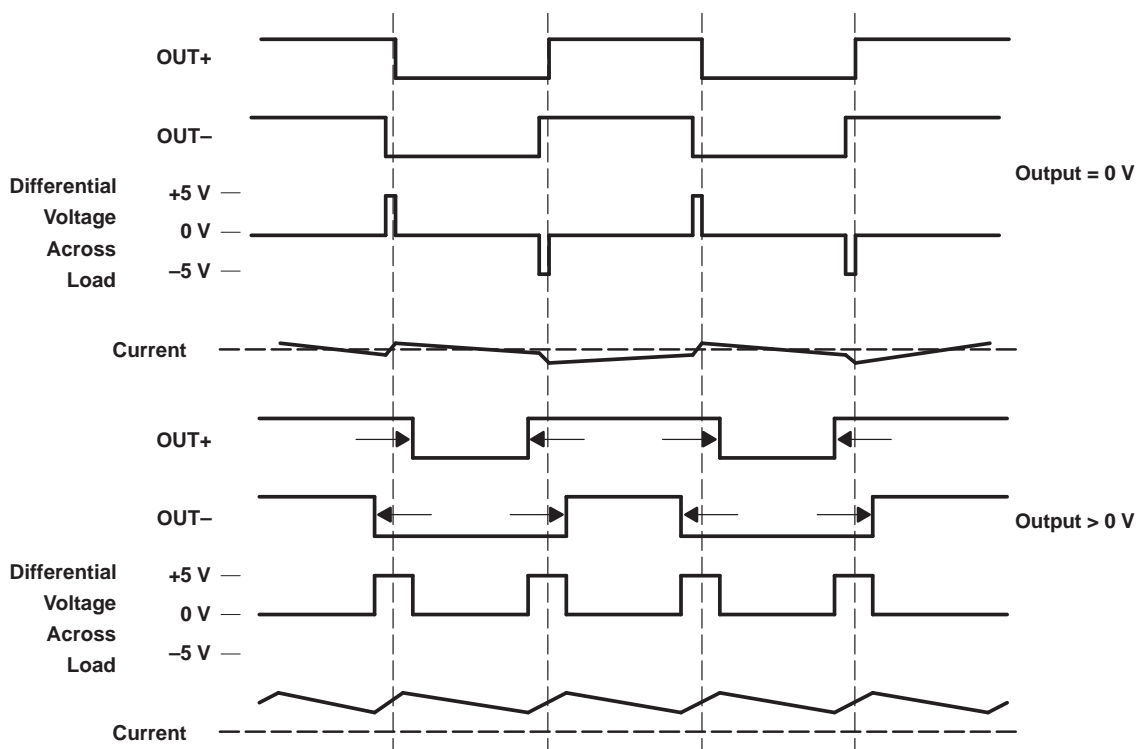 OUT+
OUT–
Output = 0 V
Differential
Voltage
Across
Load
+5 V
0 V
–5 V
Current
OUT+
OUT–
Output > 0 V
Differential
Voltage
Across
Load
+5 V
0 V
–5 V
Current